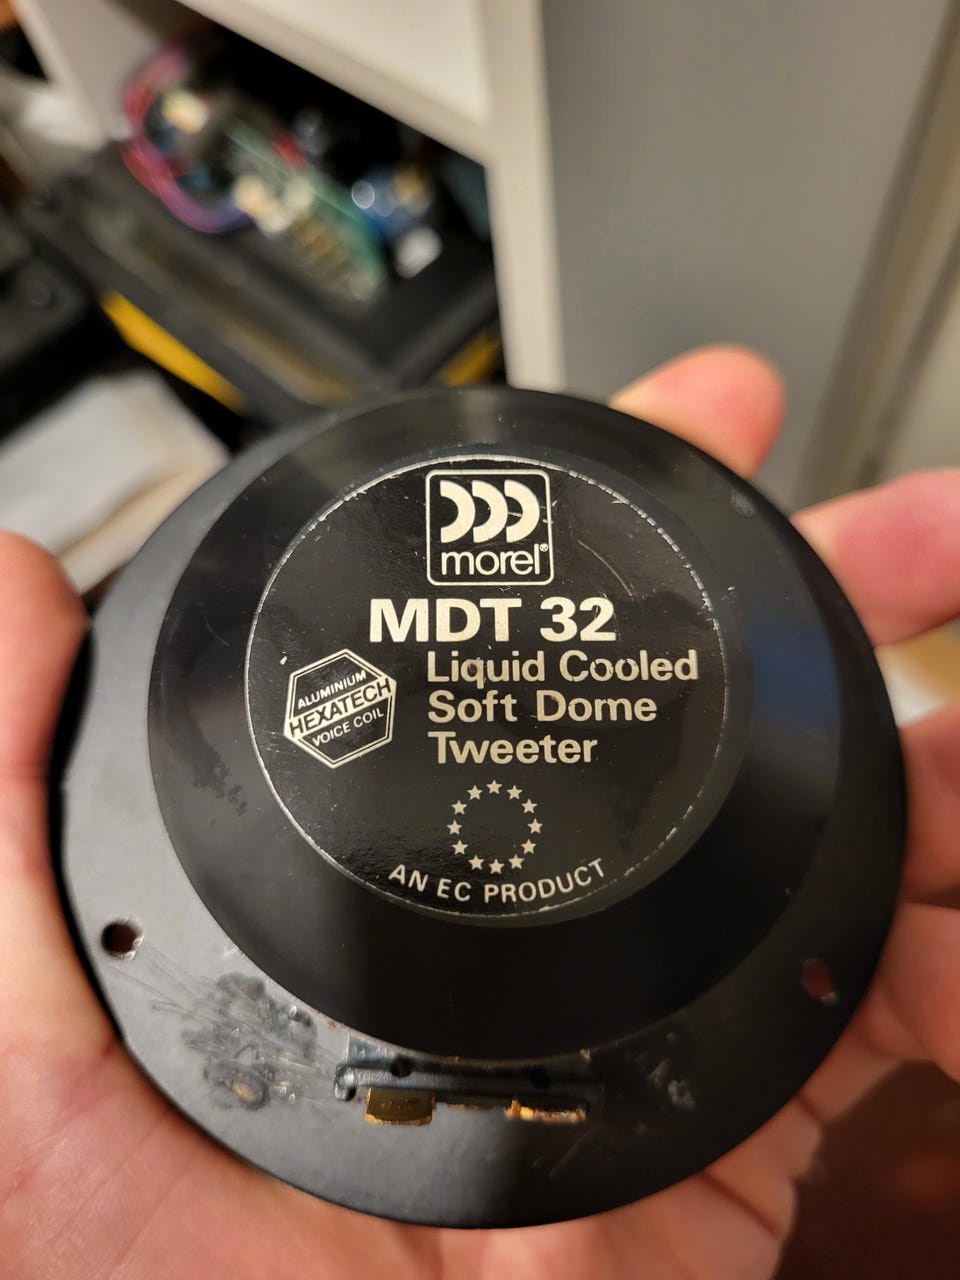 morel®
MDT 32
Liquid Cooled
Soft Dome
Tweeter
ALUMINIUM
HEXATECH
VOICE COIL
AN EC PRODUCT